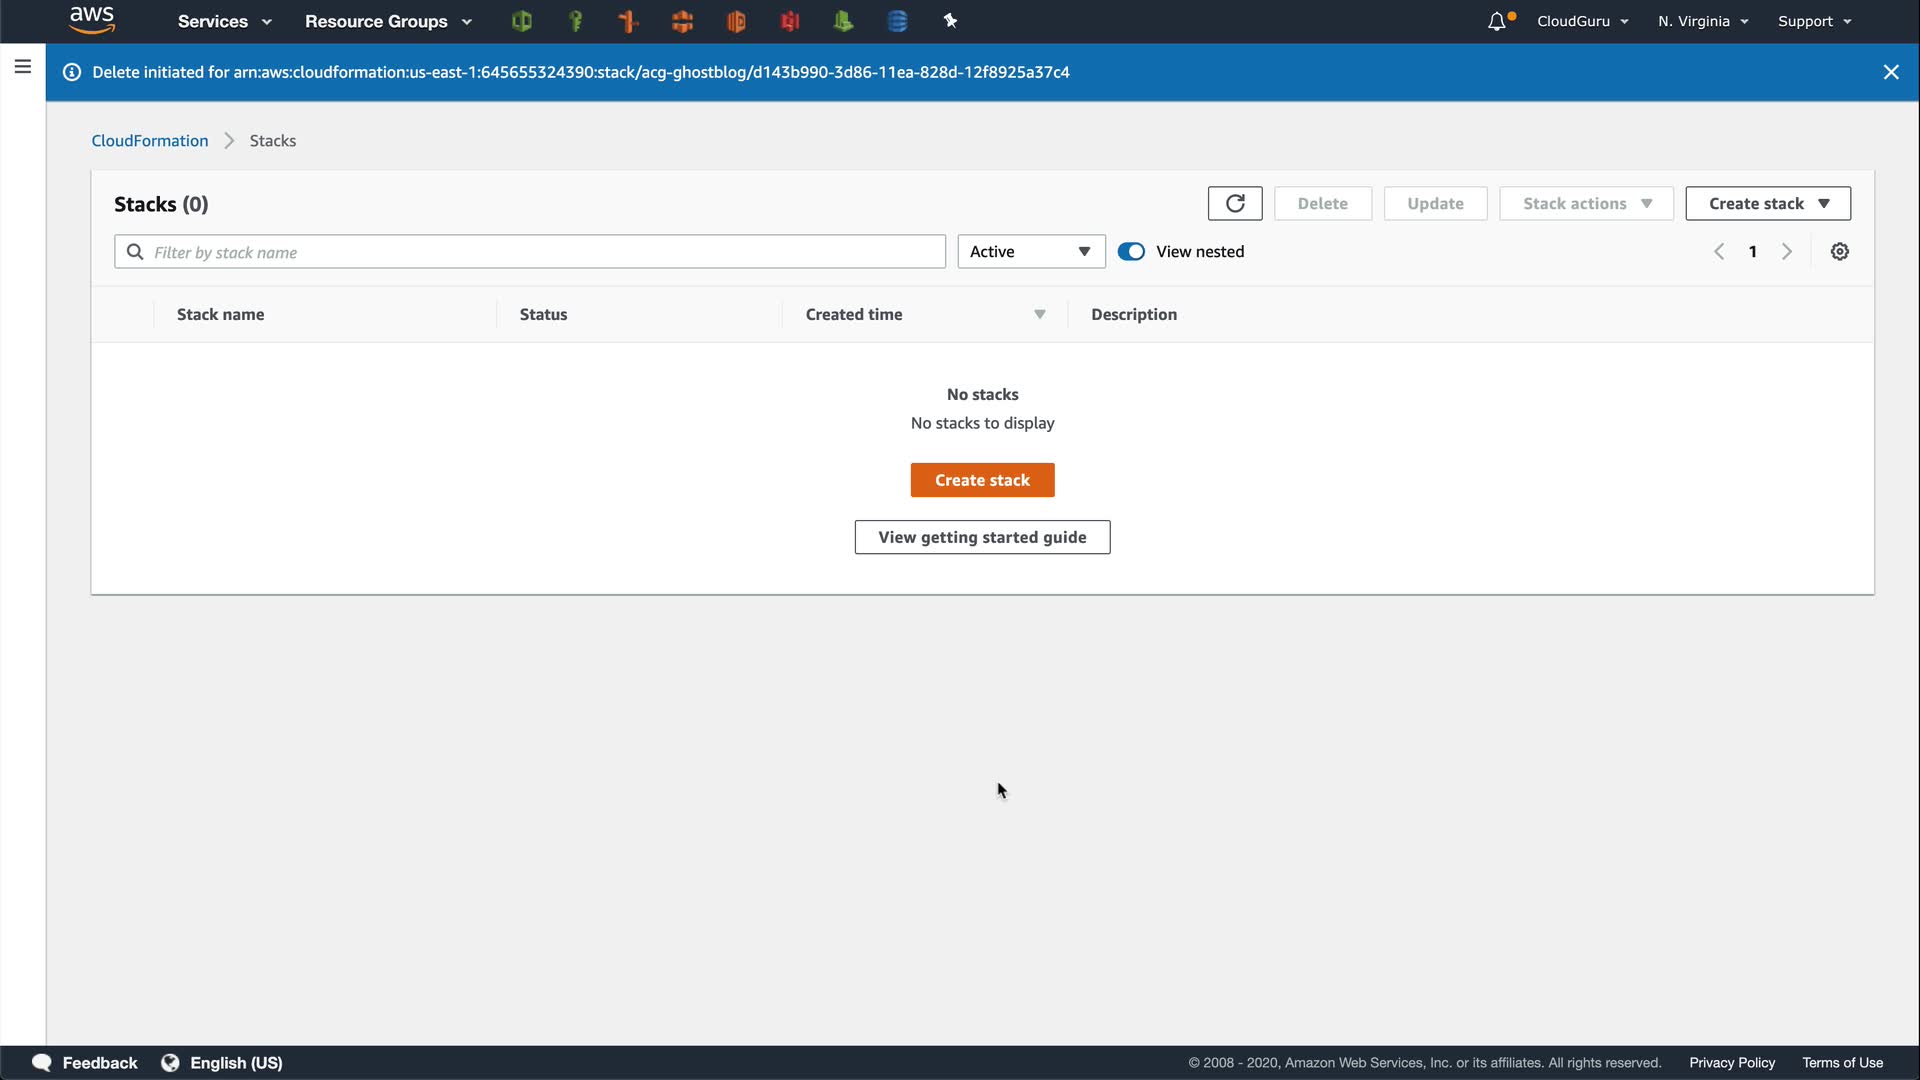 aws
Services
Resource Groups
CloudGuru
N. Virginia
Support
Delete initiated for arn:aws:cloudformation:us-east-1:645655324390:stack/acg-ghostblog/d143b990-3d86-11ea-828d-12f8925a37c4
CloudFormation
Stacks
Stacks (0)
Delete
Update
Stack actions
Create stack
Filter by stack name
Active
View nested
1
Stack name
Status
Created time
Description
No stacks
No stacks to display
Create stack
View getting started guide
Feedback
English (US)
© 2008 - 2020, Amazon Web Services, Inc. or its affiliates. All rights reserved.
Privacy Policy
Terms of Use